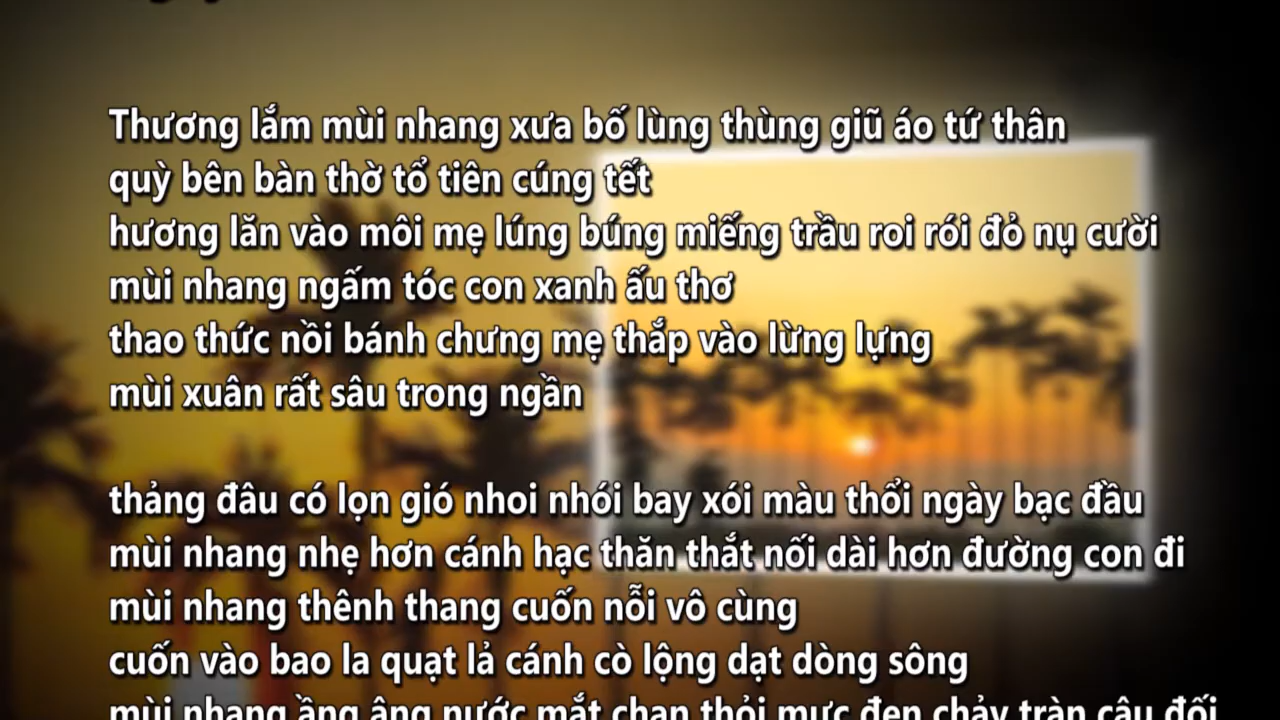 Thương lắm mùi nhang xưa bố lùng thùng giũ áo tứ thân
quỳ bên bàn thờ tổ tiên cúng tết
hương lăn vào môi mẹ lúng búng miếng trầu roi rói đỏ nụ cười
mùi nhang ngấm tóc con xanh ấu thơ
thao thức nồi bánh chưng mẹ thắp vào lừng lựng
mùi xuân rất sâu trong ngần
thảng đâu có lọn gió nhoi nhói bay xói màu thổi ngày bạc đầu
mùi nhang nhẹ hơn cánh hạc thăn thắt nối dài hơn đường con đi
mùi nhang thênh thang cuốn nỗi vô cùng
cuốn vào bao la quạt lả cánh cò lộng dạt dòng sông
mùi nhang ầng âng nước mắt chan thỏi mực đen chảy tràn câu đối